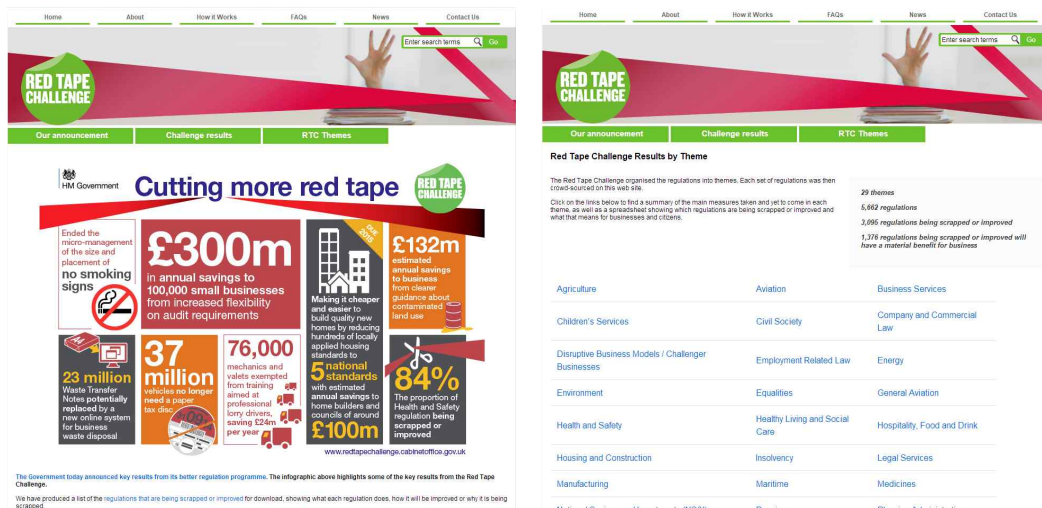 Home About How it Works FAQs News Contact Us
Enter search terms Go
RED TAPE
CHALLENGE
Our announcement Challenge results RTC Themes
HM Government
Cutting more red tape
RED TAPE
CHALLENGE
Ended the
micro-management
of the size and
placement of
no smoking
signs
£300m
in annual savings to
100,000 small businesses
from increased flexibility
on audit requirements
DUE
2015
Making it cheaper
and easier to
build quality new
homes by reducing
hundreds of locally
applied housing
standards to
5 national
standards
with estimated
annual savings to
home builders and
councils of around
£100m
£132m
estimated
annual savings
to business
from clearer
guidance about
contaminated
land use
A4
23 million
Waste Transfer
Notes potentially
replaced by a
new online system
for business
waste disposal
37
million
vehicles no longer
need a paper
tax disc
76,000
mechanics and
valets exempted
from training
aimed at
professional
lorry drivers,
saving £24m
per year
84%
The proportion of
Health and Safety
regulation being
scrapped or
improved
www.redtapechallenge.cabinetoffice.gov.uk
The Government today announced key results from its better regulation programme. The infographic above highlights some of the key results from the Red Tape
Challenge.
We have produced a list of the regulations that are being scrapped or improved for download, showing what each regulation does, how it will be improved or why it is being
scrapped.
Home About How it Works FAQs News Contact Us
Enter search terms Go
RED TAPE
CHALLENGE
Our announcement Challenge results RTC Themes
Red Tape Challenge Results by Theme
The Red Tape Challenge organised the regulations into themes. Each set of regulations was then
crowd-sourced on this web site.
Click on the links below to find a summary of the main measures taken and yet to come in each
theme, as well as a spreadsheet showing which regulations are being scrapped or improved and
what that means for businesses and citizens.
29 themes
5,662 regulations
3,095 regulations being scrapped or improved
1,376 regulations being scrapped or improved will
have a material benefit for business
Agriculture Aviation Business Services
Children's Services Civil Society Company and Commercial
Law
Disruptive Business Models / Challenger
Businesses Employment Related Law Energy
Environment Equalities General Aviation
Health and Safety Healthy Living and Social
Care Hospitality, Food and Drink
Housing and Construction Insolvency Legal Services
Manufacturing Maritime Medicines